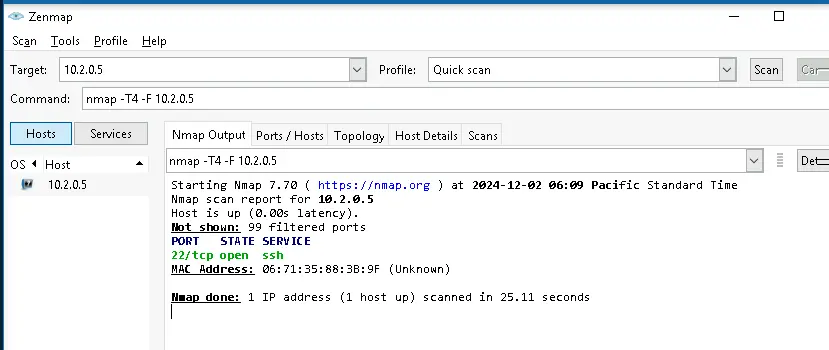 Zenmap
Scan Tools Profile Help
Target: 10.2.0.5 Profile: Quick scan Scan Can
Command: nmap -T4 -F 10.2.0.5
Hosts Services Nmap Output Ports / Hosts Topology Host Details Scans
OS Host nmap -T4 -F 10.2.0.5 Det
10.2.0.5
Starting Nmap 7.70 ( https://nmap.org ) at 2024-12-02 06:09 Pacific Standard Time
Nmap scan report for 10.2.0.5
Host is up (0.00s latency).
Not shown: 99 filtered ports
PORT STATE SERVICE
22/tcp open ssh
MAC Address: 06:71:35:88:3B:9F (Unknown)
Nmap done: 1 IP address (1 host up) scanned in 25.11 seconds